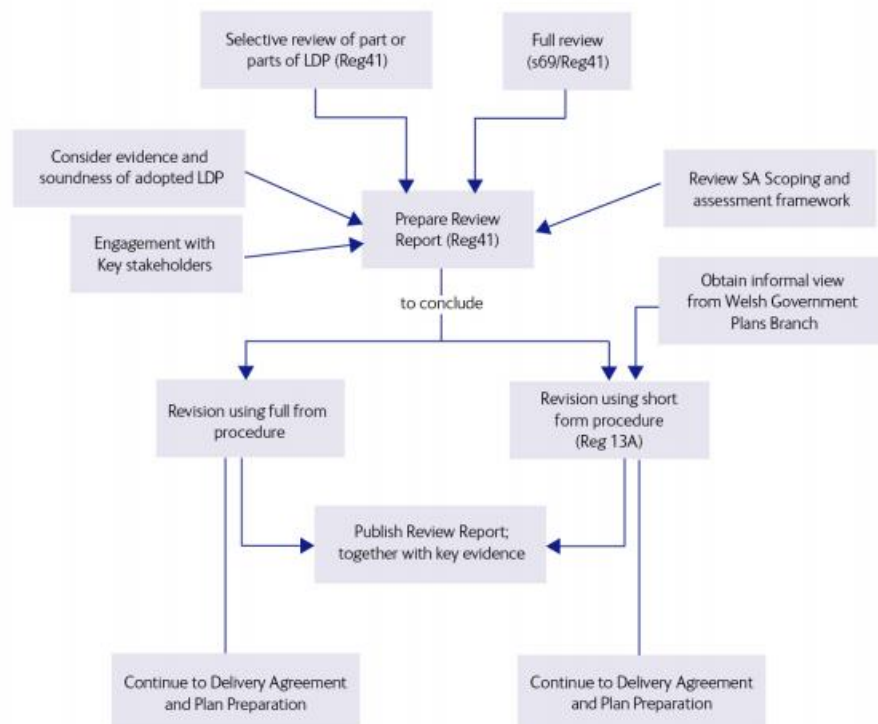 Selective review of part or
parts of LDP (Reg41)
Full review
(s69/Reg41)
Consider evidence and
soundness of adopted LDP
Review SA Scoping and
assessment framework
Prepare Review
Report (Reg41)
Engagement with
Key stakeholders
Obtain informal view
from Welsh Government
Plans Branch
to conclude
Revision using full from
procedure
Revision using short
form procedure
(Reg 13A)
Publish Review Report;
together with key evidence
Continue to Delivery Agreement
and Plan Preparation
Continue to Delivery Agreement
and Plan Preparation